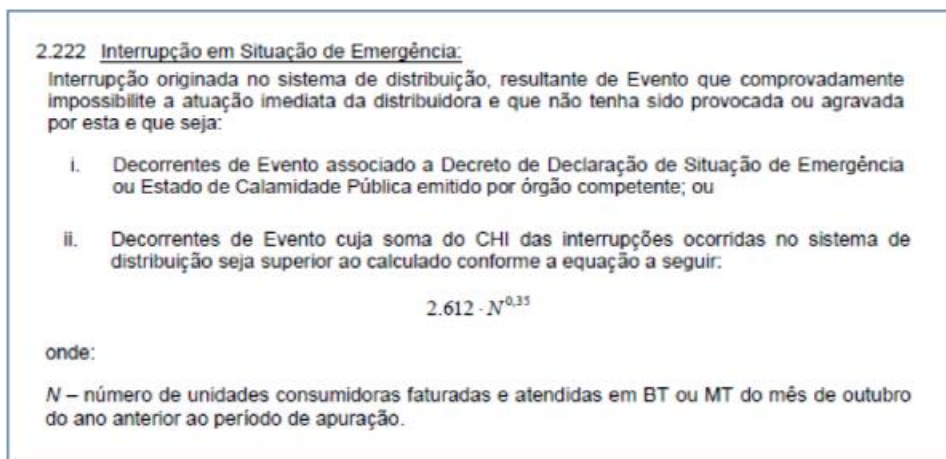 2.222 Interrupção em Situação de Emergência:
Interrupção originada no sistema de distribuição, resultante de Evento que comprovadamente
impossibilite a atuação imediata da distribuidora e que não tenha sido provocada ou agravada
por esta e que seja:
i. Decorrentes de Evento associado a Decreto de Declaração de Situação de Emergência
ou Estado de Calamidade Pública emitido por órgão competente; ou
ii. Decorrentes de Evento cuja soma do CHI das interrupções ocorridas no sistema de
distribuição seja superior ao calculado conforme a equação a seguir:
2.612 · N^0,35
onde:
N – número de unidades consumidoras faturadas e atendidas em BT ou MT do mês de outubro
do ano anterior ao período de apuração.